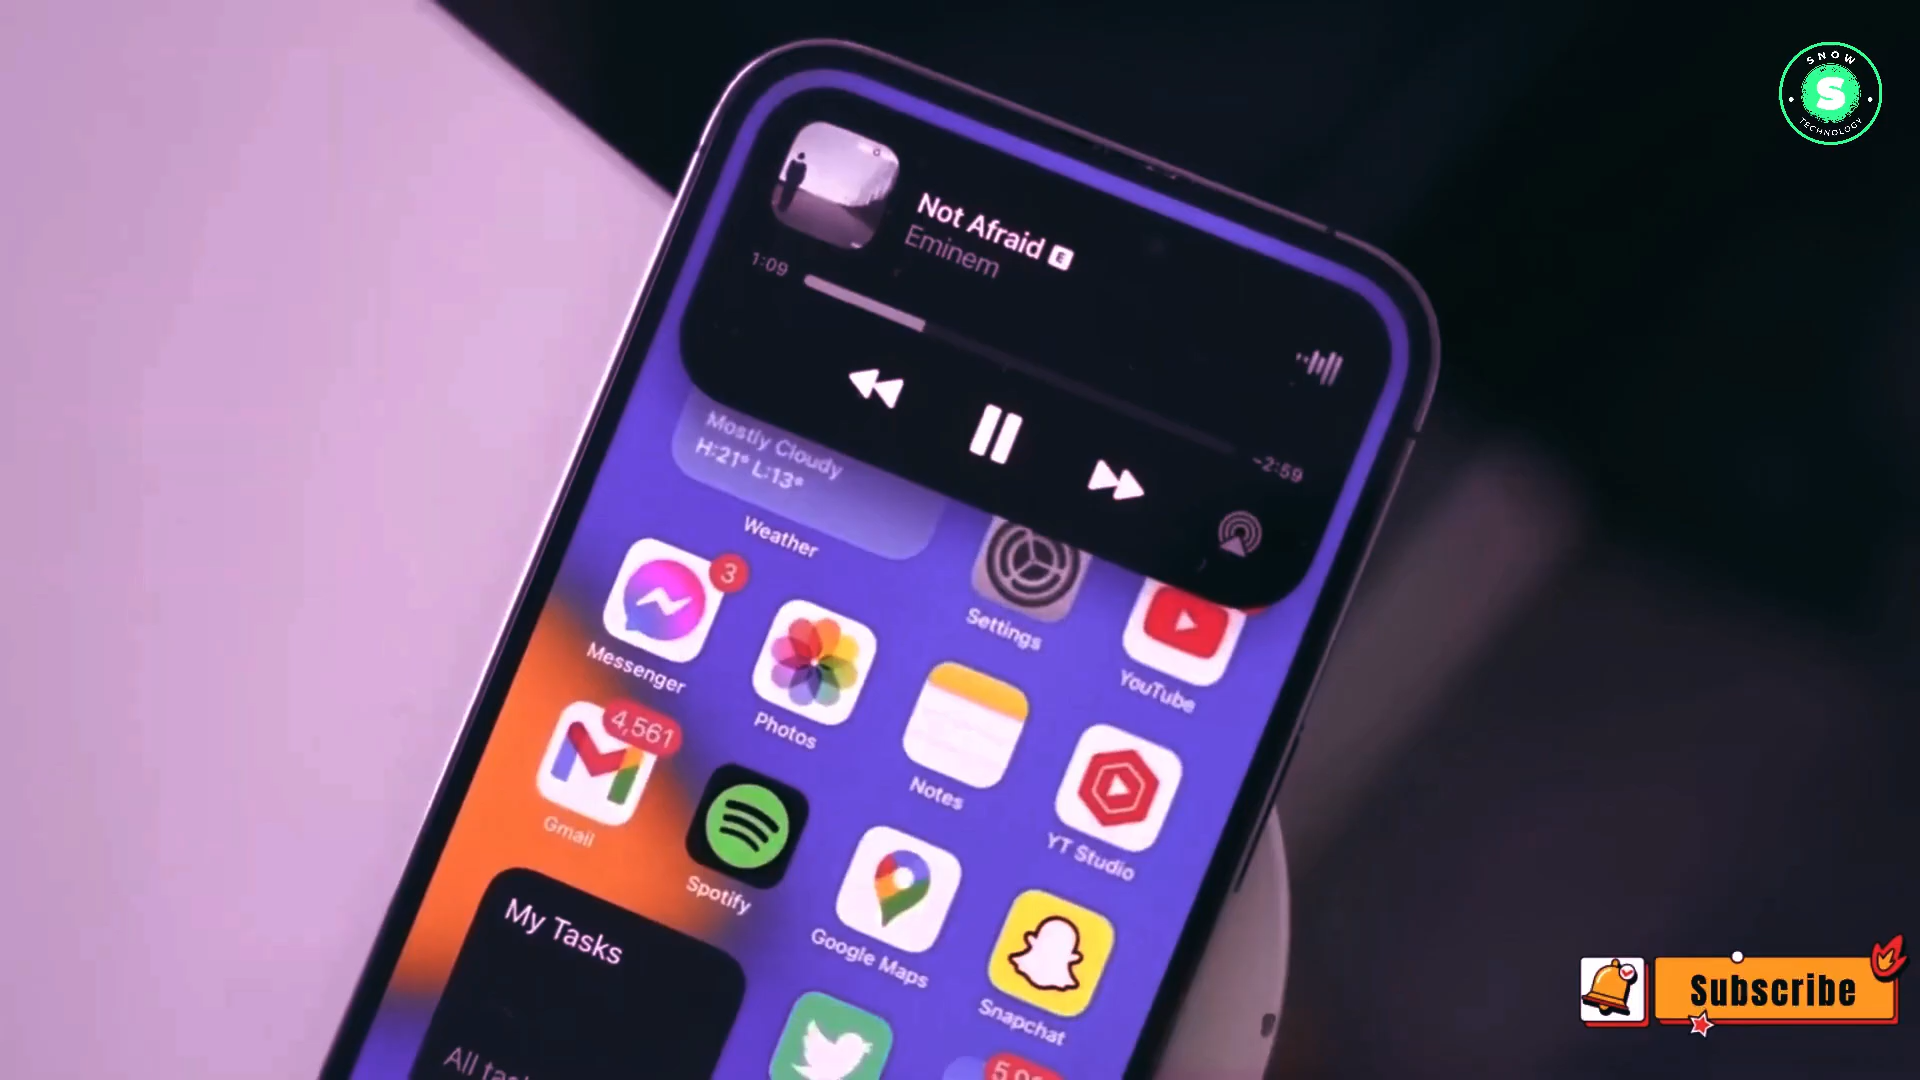 SNOW
S
TECHNOLOGY
Not Afraid E
Eminem
1:09
-2:59
Mostly Cloudy
H:21° L:13°
Weather
Settings
YouTube
3
Messenger
Photos
Notes
YT Studio
4,561
Gmail
Spotify
Google Maps
Snapchat
My Tasks
Subscribe